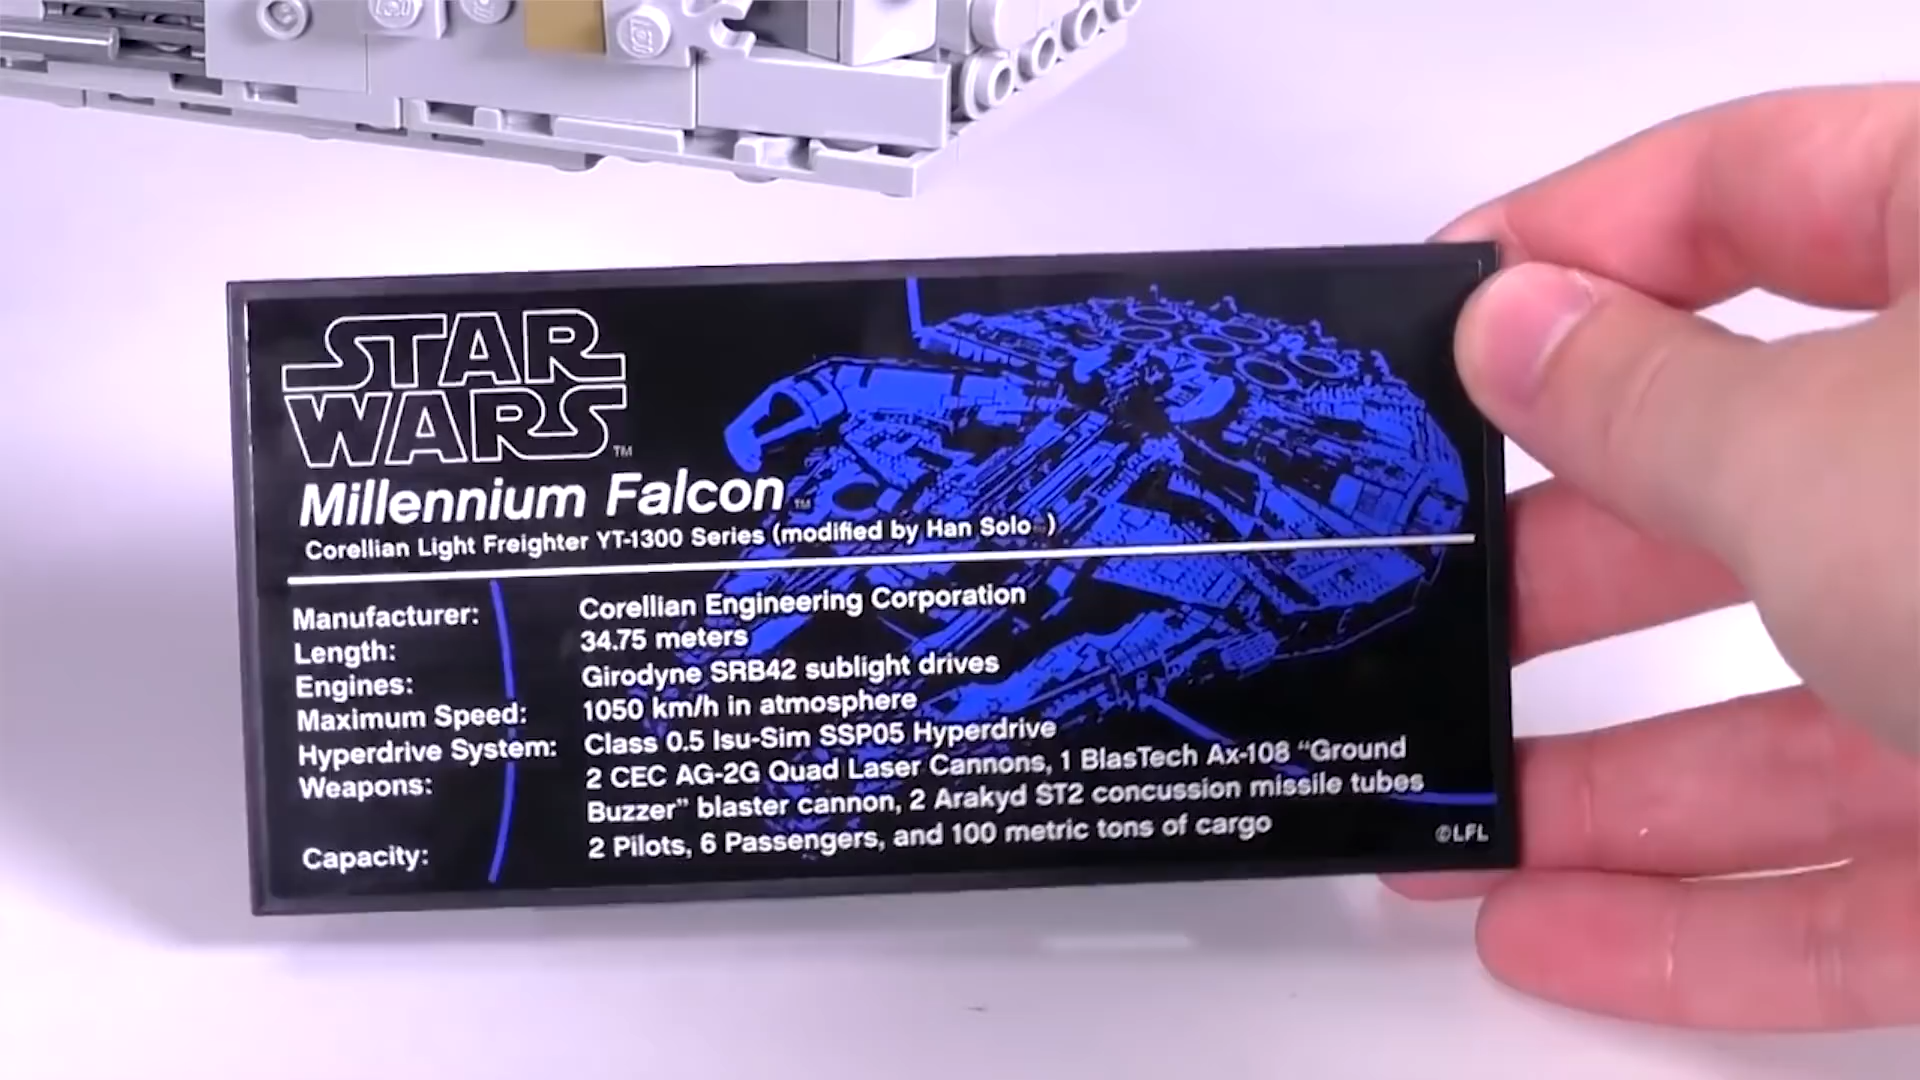 STAR
WARS™
Millennium Falcon™
Corellian Light Freighter YT-1300 Series (modified by Han Solo )
Manufacturer: Corellian Engineering Corporation
Length: 34.75 meters
Engines: Girodyne SRB42 sublight drives
Maximum Speed: 1050 km/h in atmosphere
Hyperdrive System: Class 0.5 Isu-Sim SSP05 Hyperdrive
Weapons: 2 CEC AG-2G Quad Laser Cannons, 1 BlasTech Ax-108 “Ground
Buzzer” blaster cannon, 2 Arakyd ST2 concussion missile tubes
Capacity: 2 Pilots, 6 Passengers, and 100 metric tons of cargo
©LFL